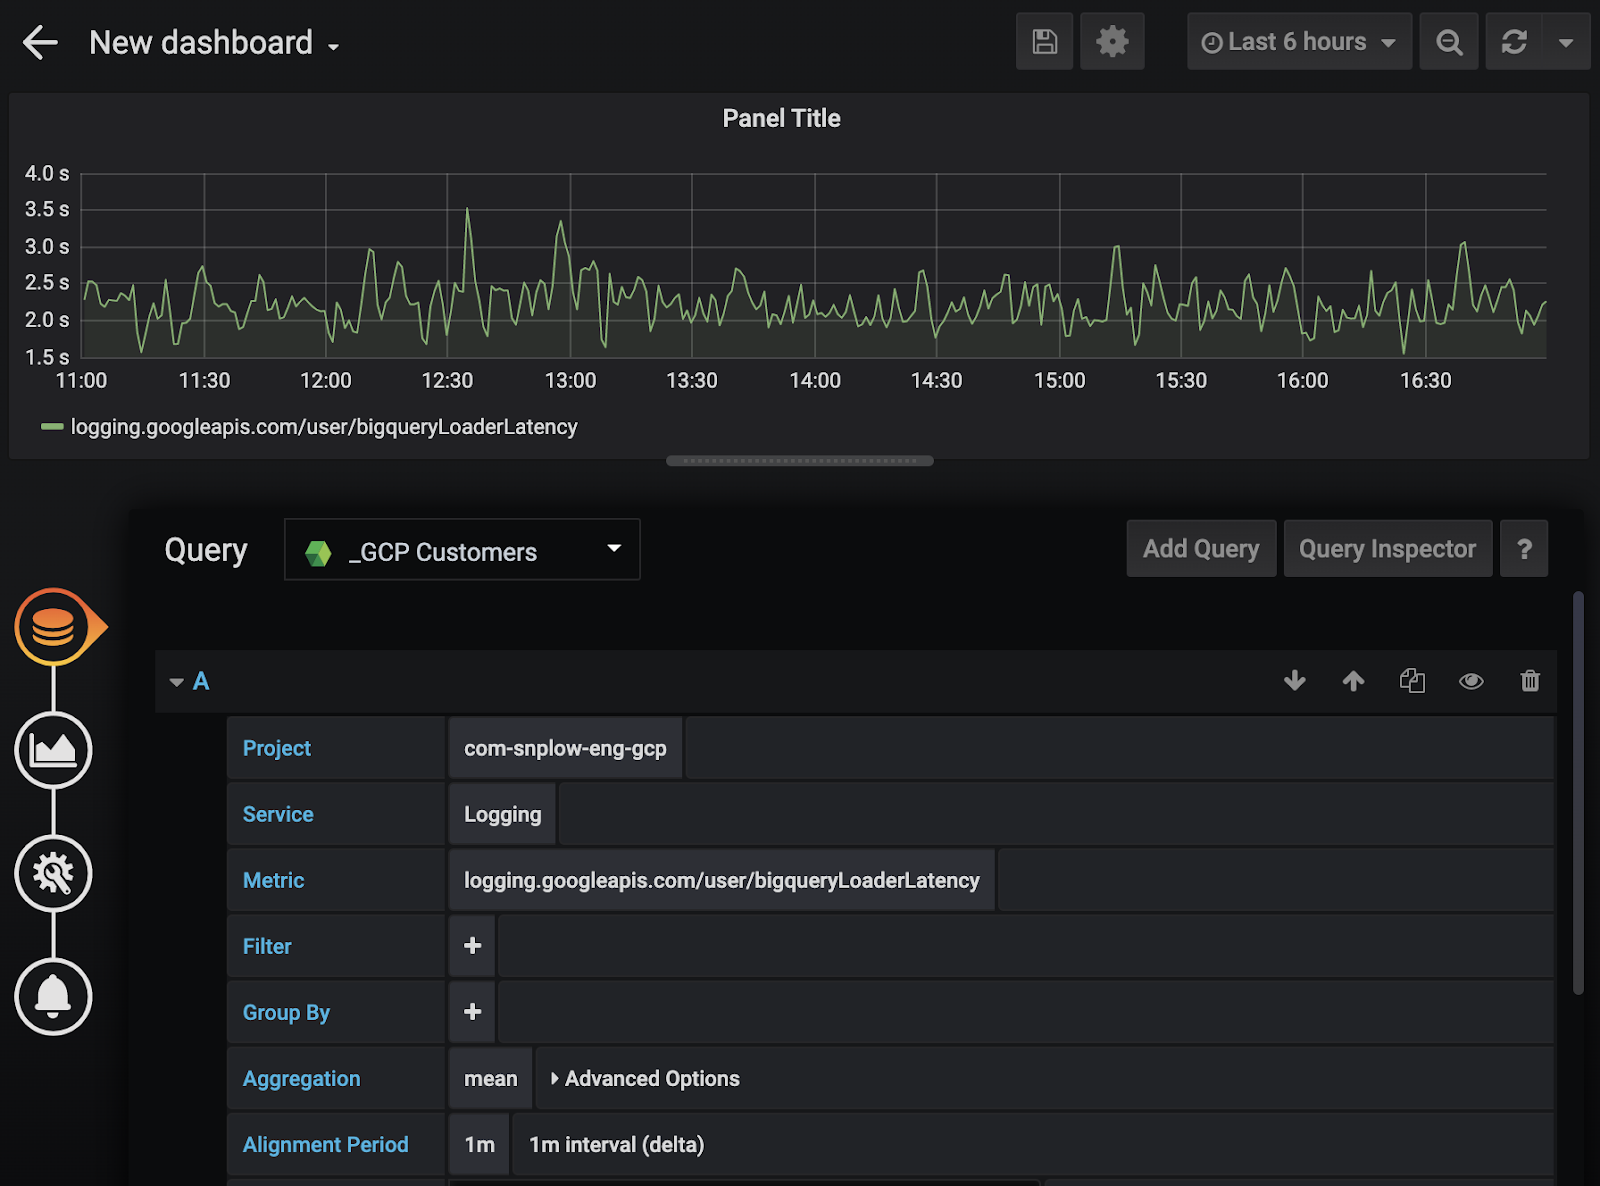 New dashboard
Last 6 hours
Panel Title
4.0 s
3.5 s
3.0 s
2.5 s
2.0 s
1.5 s
11:00 11:30 12:00 12:30 13:00 13:30 14:00 14:30 15:00 15:30 16:00 16:30
logging.googleapis.com/user/bigqueryLoaderLatency
Query _GCP Customers Add Query Query Inspector ?
A
Project com-snplow-eng-gcp
Service Logging
Metric logging.googleapis.com/user/bigqueryLoaderLatency
Filter +
Group By +
Aggregation mean Advanced Options
Alignment Period 1m 1m interval (delta)